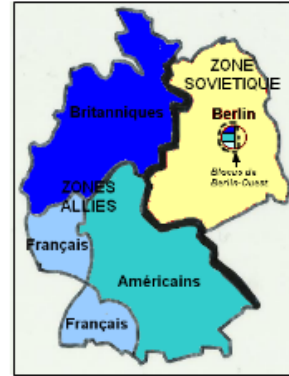 ZONE
SOVIETIQUE
Britanniques
Berlin
Blocus de
Berlin-Ouest
ZONES
ALLIES
Français
Américains
Français